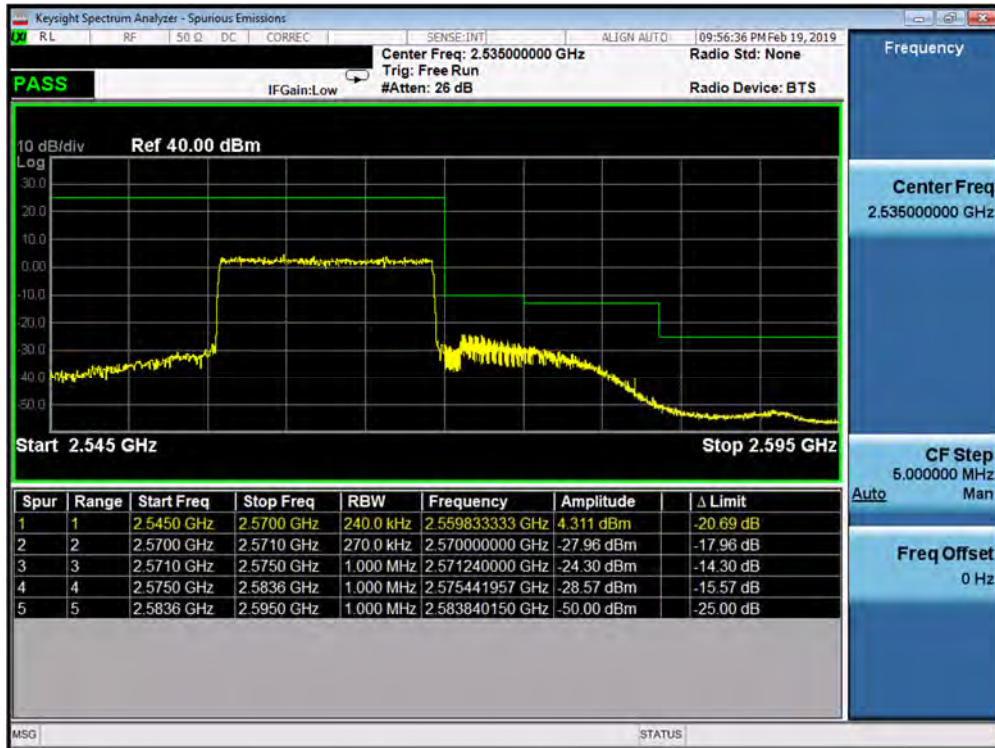 Keysight Spectrum Analyzer - Spurious Emissions
LXI RL RF 50 Ω DC CORREC SENSE:INT ALIGN AUTO 09:56:36 PM Feb 19, 2019
Center Freq: 2.535000000 GHz Radio Std: None
Trig: Free Run
PASS IFGain:Low #Atten: 26 dB Radio Device: BTS
10 dB/div Ref 40.00 dBm
Log
30.0
20.0
10.0
0.00
-10.0
-20.0
-30.0
-40.0
-50.0
Start 2.545 GHz Stop 2.595 GHz
Spur Range Start Freq Stop Freq RBW Frequency Amplitude Δ Limit
1 1 2.5450 GHz 2.5700 GHz 240.0 kHz 2.559833333 GHz 4.311 dBm -20.69 dB
2 2 2.5700 GHz 2.5710 GHz 270.0 kHz 2.570000000 GHz -27.96 dBm -17.96 dB
3 3 2.5710 GHz 2.5750 GHz 1.000 MHz 2.571240000 GHz -24.30 dBm -14.30 dB
4 4 2.5750 GHz 2.5836 GHz 1.000 MHz 2.575441957 GHz -28.57 dBm -15.57 dB
5 5 2.5836 GHz 2.5950 GHz 1.000 MHz 2.583840150 GHz -50.00 dBm -25.00 dB
Frequency
Center Freq
2.535000000 GHz
CF Step
5.000000 MHz
Auto Man
Freq Offset
0 Hz
MSG STATUS